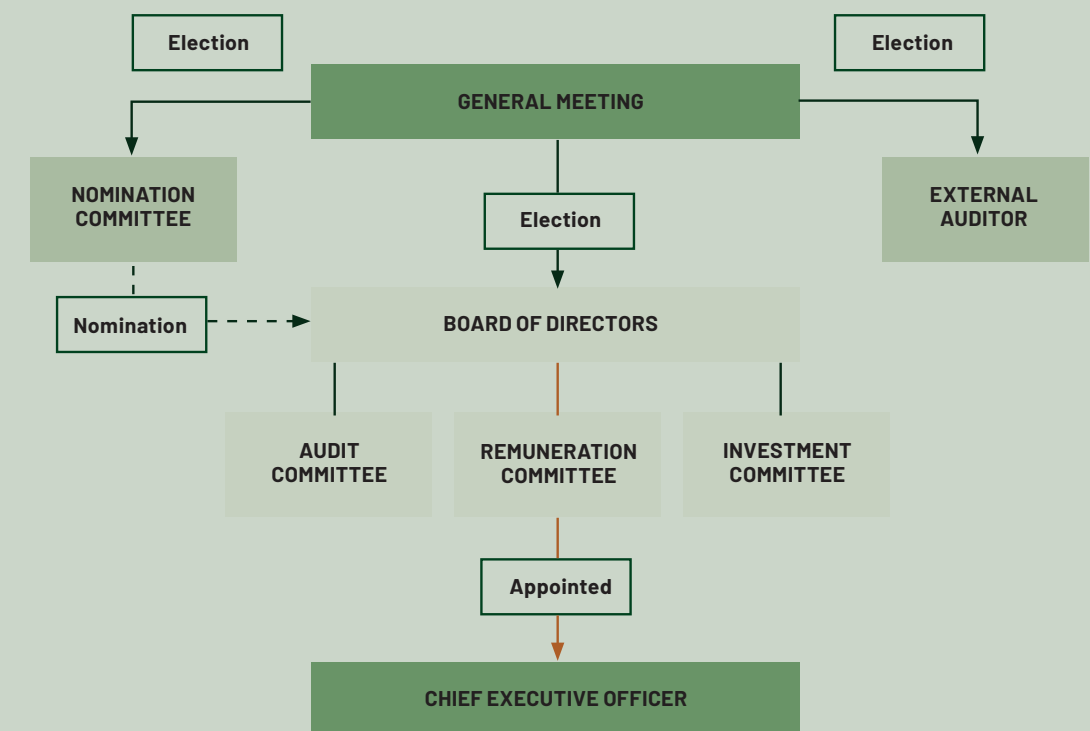 Election
Election
GENERAL MEETING
NOMINATION
COMMITTEE
EXTERNAL
AUDITOR
Election
Nomination
BOARD OF DIRECTORS
AUDIT
COMMITTEE
REMUNERATION
COMMITTEE
INVESTMENT
COMMITTEE
Appointed
CHIEF EXECUTIVE OFFICER